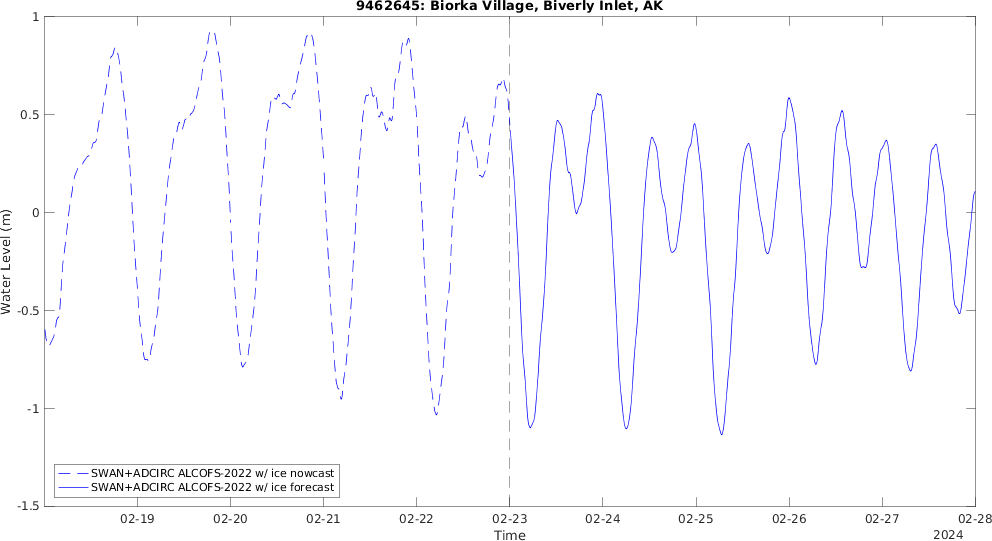 9462645: Biorka Village, Biverly Inlet, AK
1
0.5
0
-0.5
-1
-1.5
Water Level (m)
SWAN+ADCIRC ALCOFS-2022 w/ ice nowcast
SWAN+ADCIRC ALCOFS-2022 w/ ice forecast
02-19 02-20 02-21 02-22 02-23 02-24 02-25 02-26 02-27 02-28
Time
2024